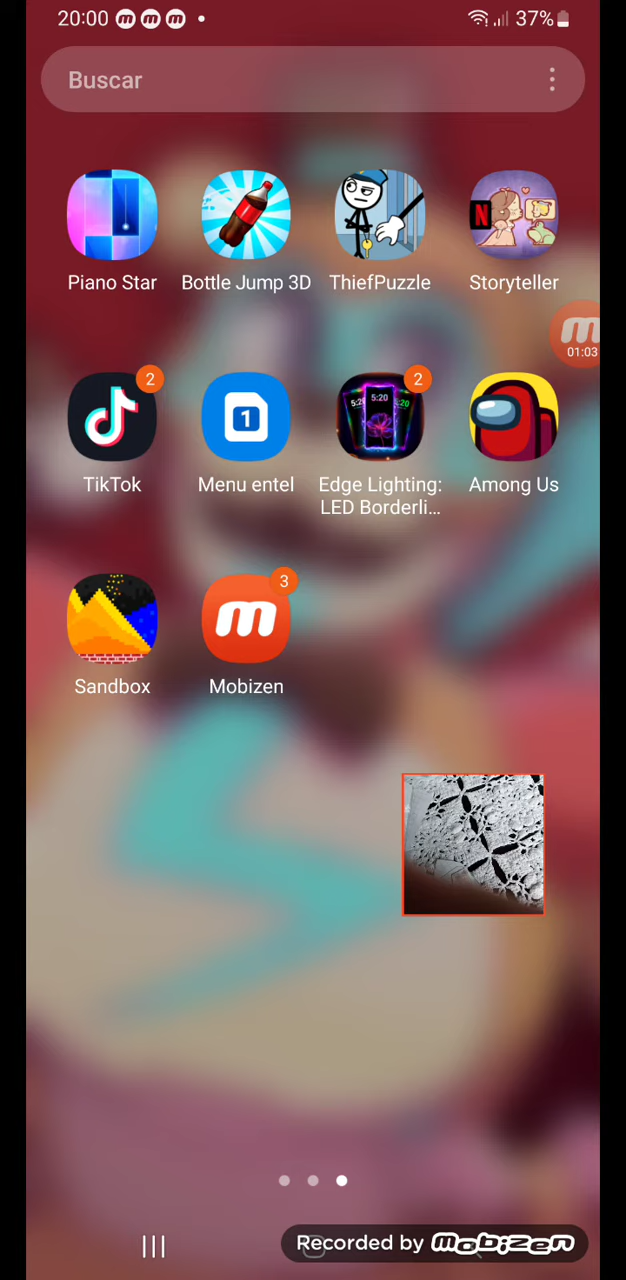 20:00
37%
Buscar
Piano Star
Bottle Jump 3D
ThiefPuzzle
Storyteller
N
01:03
2
2
5:20
TikTok
1
Menu entel
Edge Lighting:
LED Borderli...
Among Us
3
m
Sandbox
Mobizen
Recorded by mobizen